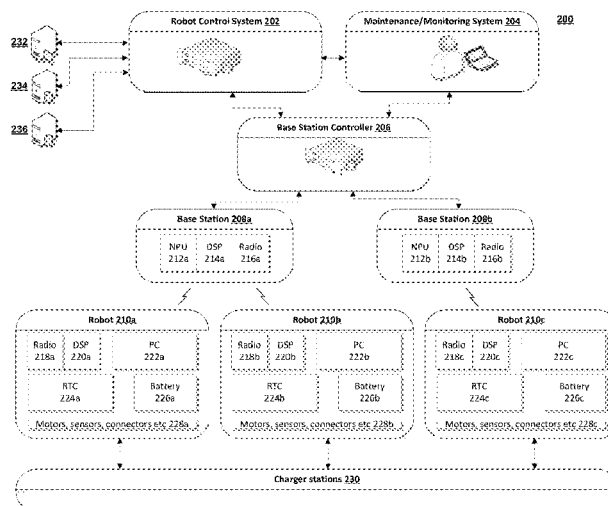 Robot Control System 202
Maintenance/Monitoring System 204
200
232
234
236
Base Station Controller 206
Base Station 208a
Base Station 208b
NPU DSP Radio
212a 214a 216a
NPU DSP Radio
212b 214b 216b
Robot 210a
Robot 210b
Robot 210c
Radio DSP PC
218a 220a 222a
Radio DSP PC
218b 220b 222b
Radio DSP PC
218c 220c 222c
RTC Battery
224a 226a
RTC Battery
224b 226b
RTC Battery
224c 226c
Motors, sensors, connectors etc 228a
Motors, sensors, connectors etc 228b
Motors, sensors, connectors etc 228c
Charger stations 230